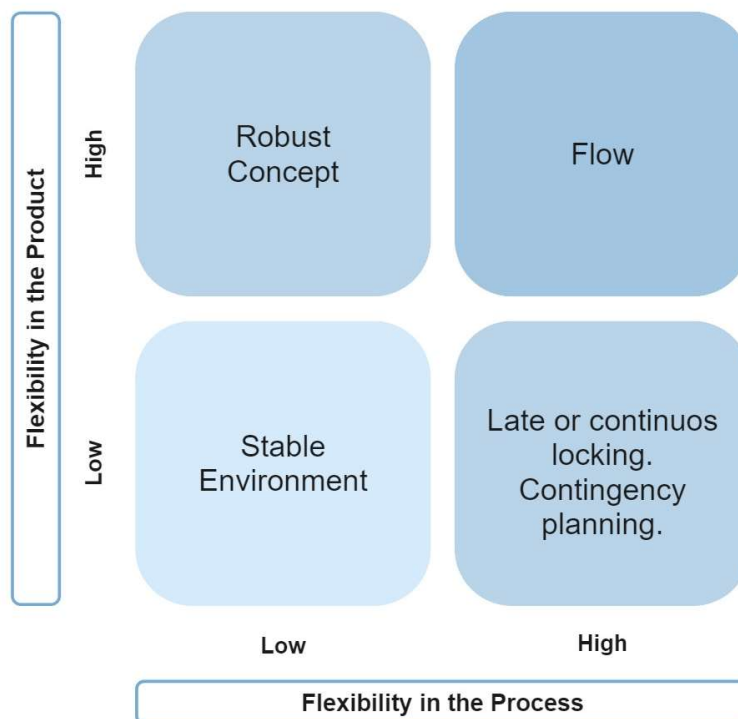 Flexibility in the Product
High
Robust
Concept
Flow
Low
Stable
Environment
Late or continuos
locking.
Contingency
planning.
Low
High
Flexibility in the Process